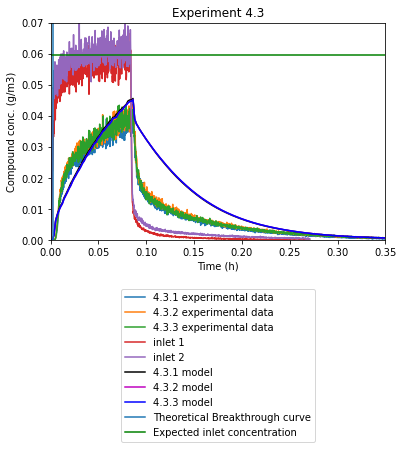 Experiment 4.3
Compound conc. (g/m3)
0.07
0.06
0.05
0.04
0.03
0.02
0.01
0.00
0.00 0.05 0.10 0.15 0.20 0.25 0.30 0.35
Time (h)
4.3.1 experimental data
4.3.2 experimental data
4.3.3 experimental data
inlet 1
inlet 2
4.3.1 model
4.3.2 model
4.3.3 model
Theoretical Breakthrough curve
Expected inlet concentration